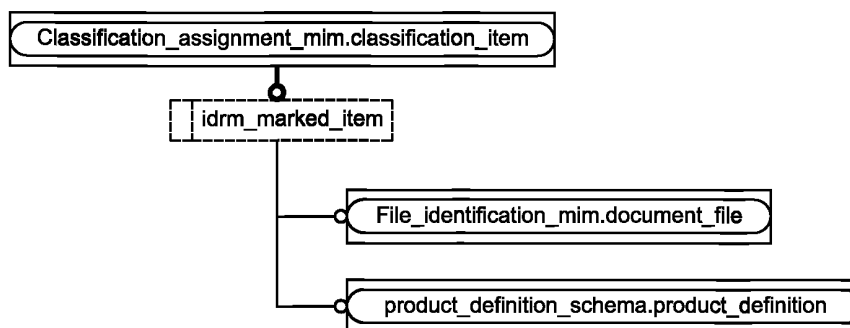 Classification_assignment_mim.classification_item
idrm_marked_item
File_identification_mim.document_file
product_definition_schema.product_definition